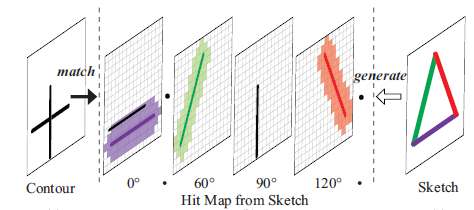 match
generate
Contour
0°
60°
90°
120°
Sketch
Hit Map from Sketch